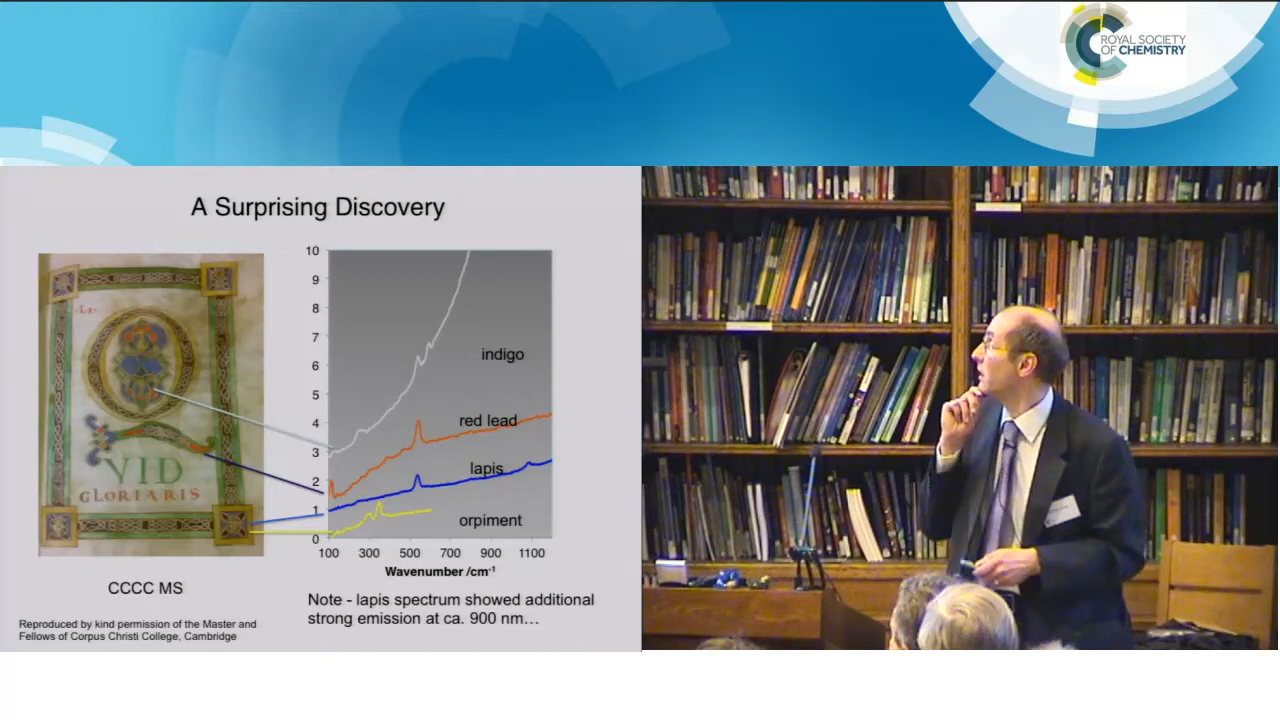 ROYAL SOCIETY
OF CHEMISTRY
A Surprising Discovery
VID
GLORIARIS
CCCC MS
Reproduced by kind permission of the Master and
Fellows of Corpus Christi College, Cambridge
10
9
8
7
6
5
4
3
2
1
0
indigo
red lead
lapis
orpiment
100 300 500 700 900 1100
Wavenumber /cm-1
Note - lapis spectrum showed additional
strong emission at ca. 900 nm…